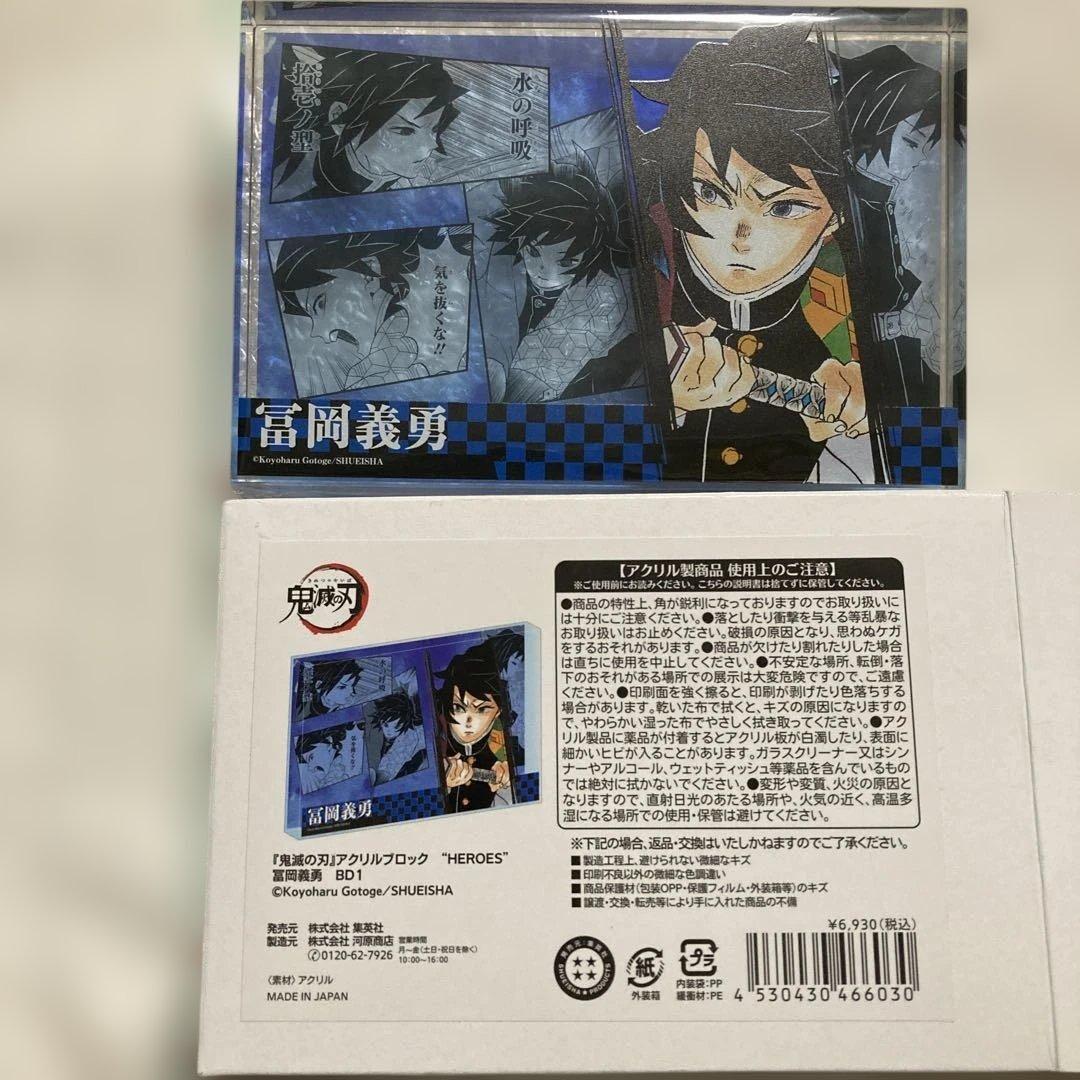 拾壱ノ型
水の呼吸
気を抜くな!!
冨岡義勇
©Koyoharu Gotoge/SHUEISHA
きめつのやいば
鬼滅の刃
水の呼吸
気を抜くな!!
冨岡義勇
『鬼滅の刃』アクリルブロック “HEROES”
冨岡義勇 BD1
©Koyoharu Gotoge/SHUEISHA
発売元 株式会社 集英社
製造元 株式会社 河原商店
0120-62-7926
営業時間
月〜金(土日・祝日を除く)
10:00〜16:00
〈素材〉アクリル
MADE IN JAPAN
【アクリル製商品 使用上のご注意】
※ご使用前にお読みください。こちらの説明書は捨てずに保管してください。
●商品の特性上、角が鋭利になっておりますのでお取り扱いに
は十分にご注意ください。●落としたり衝撃を与える等乱暴な
お取り扱いはお止めください。破損の原因となり、思わぬケガ
をするおそれがあります。●商品が欠けたり割れたりした場合
は直ちに使用を中止してください。●不安定な場所、転倒・落
下のおそれがある場所での展示は大変危険ですので、ご遠慮
ください。●印刷面を強く擦ると、印刷が剥げたり色落ちする
場合があります。乾いた布で拭くと、キズの原因になりますの
で、やわらかい湿った布でやさしく拭き取ってください。●アク
リル製品に薬品が付着するとアクリル板が白濁したり、表面に
細かいヒビが入ることがあります。ガラスクリーナー又はシン
ナーやアルコール、ウェットティッシュ等薬品を含んでいるもの
では絶対に拭かないでください。●変形や変質、火災の原因と
なりますので、直射日光のあたる場所や、火気の近く、高温多
湿になる場所での使用・保管は避けてください。
※下記の場合、返品・交換はいたしかねますのでご了承ください。
■製造工程上、避けられない微細なキズ
■印刷不良以外の微細な色調違い
■商品保護材(包装OPP・保護フィルム・外装箱等)のキズ
■譲渡・交換・転売等により手に入れた商品の不備
¥6,930(税込)
発売元:集英社
SHUEISHA PRODUCTS
紙
外装箱
プラ
内装袋:PP
緩衝材:PE
4 530430 466030